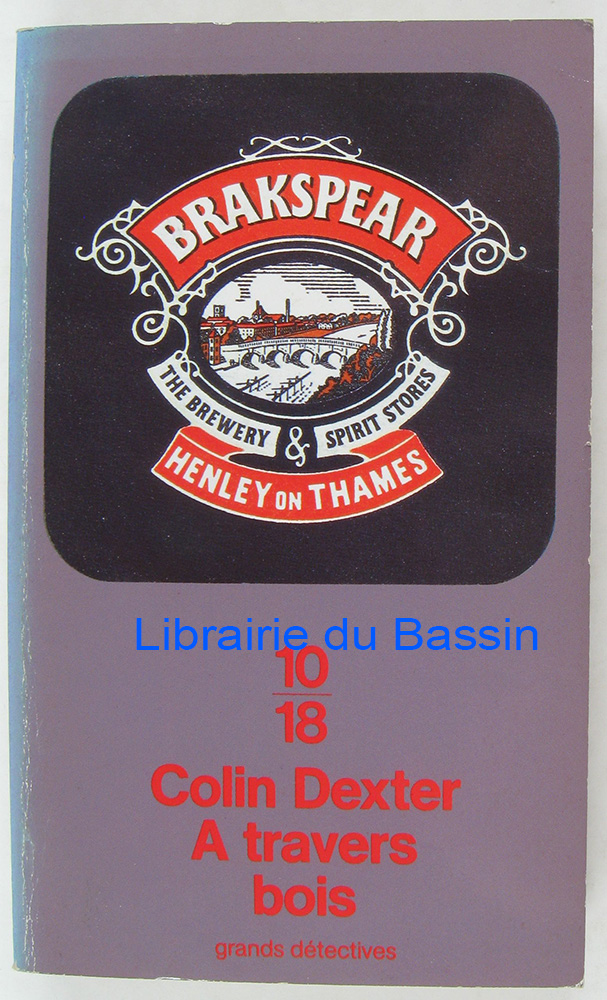 BRAKSPEAR
THE BREWERY & SPIRIT STORES
HENLEY ON THAMES
Librairie du Bassin
10
18
Colin Dexter
A travers
bois
grands détectives